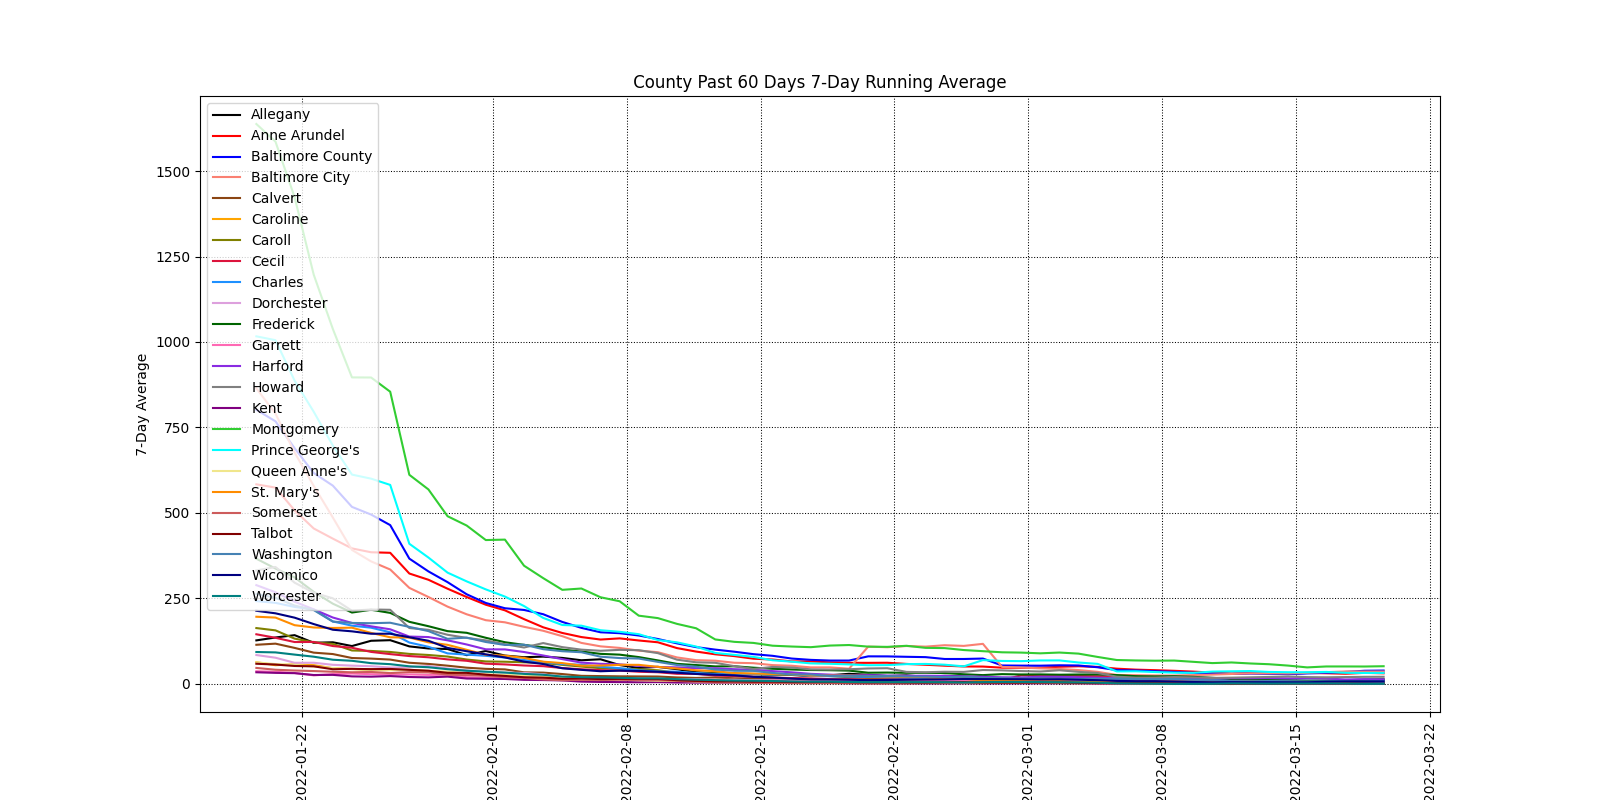 County Past 60 Days 7-Day Running Average
Allegany
Anne Arundel
Baltimore County
Baltimore City
Calvert
Caroline
Caroll
Cecil
Charles
Dorchester
Frederick
Garrett
Harford
Howard
Kent
Montgomery
Prince George's
Queen Anne's
St. Mary's
Somerset
Talbot
Washington
Wicomico
Worcester
7-Day Average
1500
1250
1000
750
500
250
0
2022-01-22
2022-02-01
2022-02-08
2022-02-15
2022-02-22
2022-03-01
2022-03-08
2022-03-15
2022-03-22